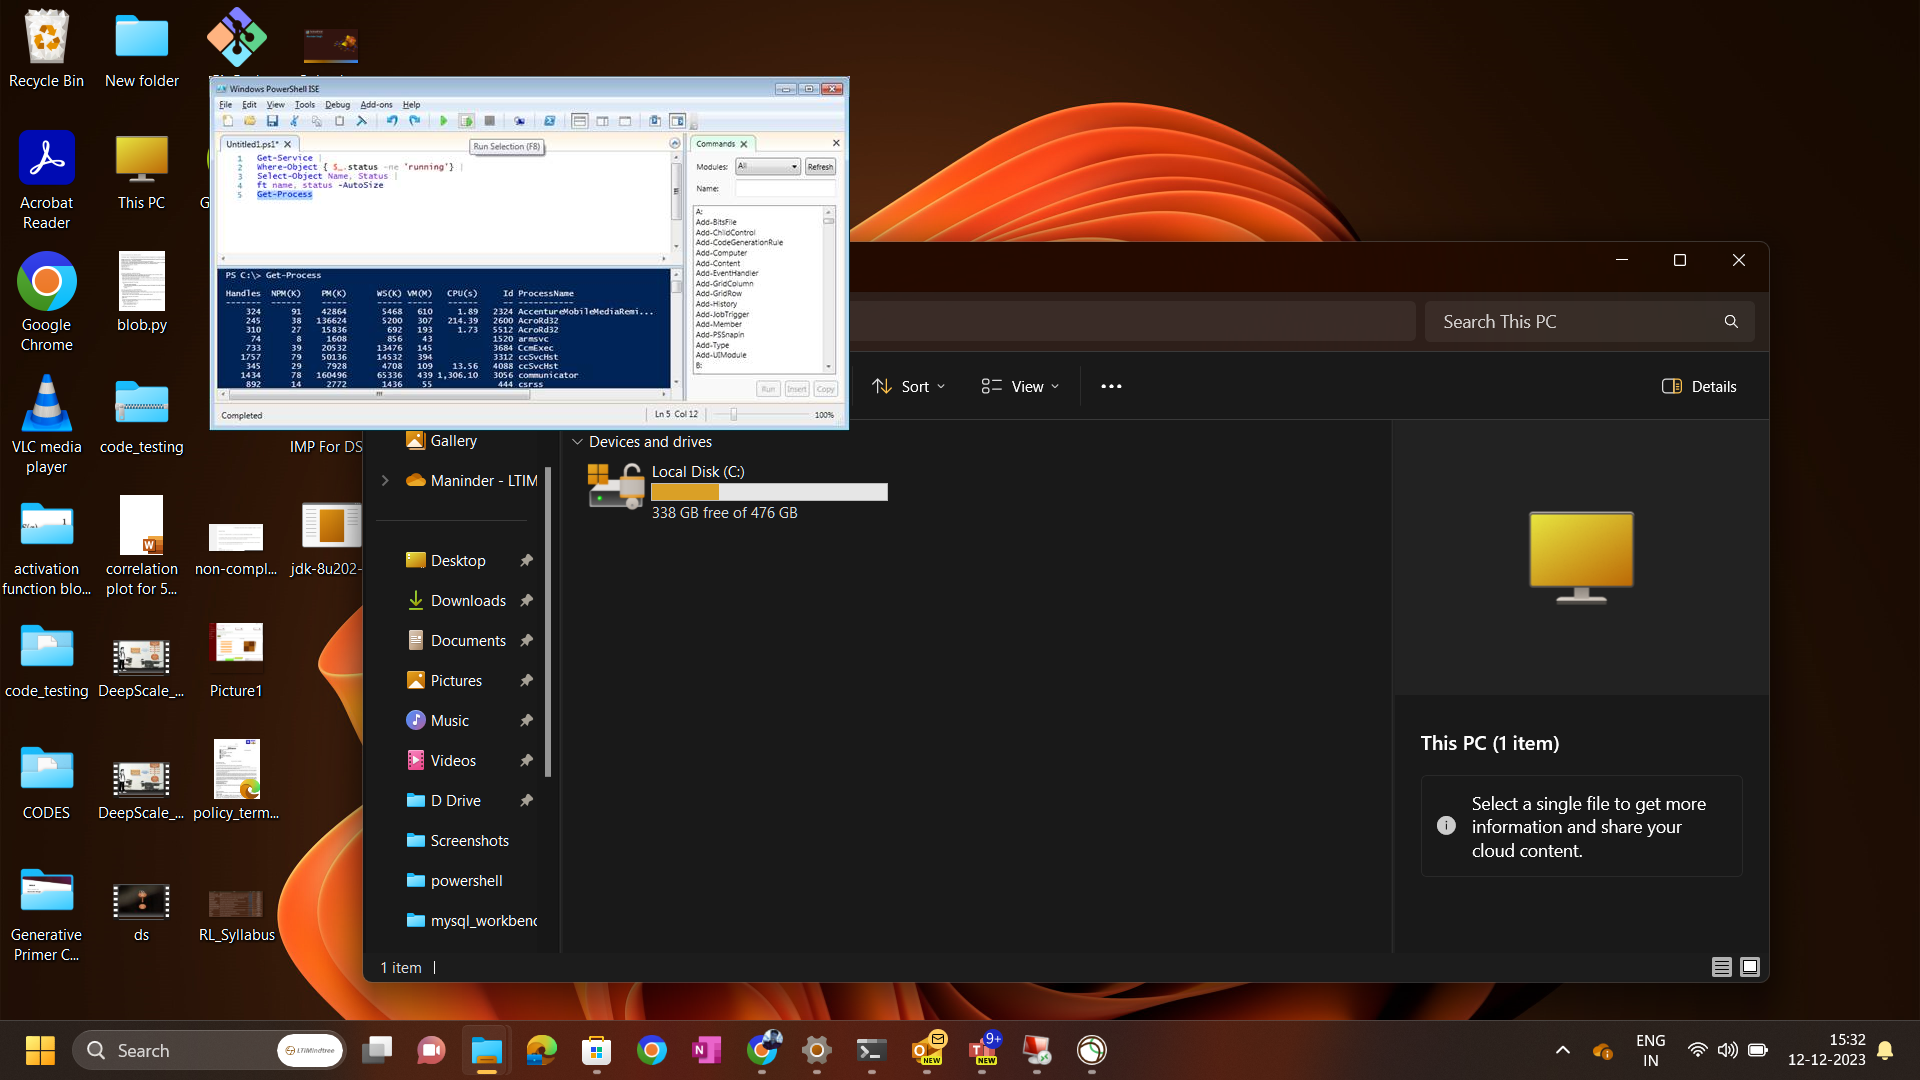 Recycle Bin
New folder
Acrobat
Reader
This PC
G
Google
Chrome
blob.py
VLC media
player
code_testing
IMP For DS
activation
function blo...
correlation
plot for 5...
non-compl...
jdk-8u202-
code_testing
DeepScale_...
Picture1
CODES
DeepScale_...
policy_term...
Generative
Primer C...
ds
RL_Syllabus
Windows PowerShell ISE
File Edit View Tools Debug Add-ons Help
Untitled1.ps1*
Run Selection (F8)
1 Get-Service |
2 Where-Object { $_.status -ne 'running'} |
3 Select-Object Name, Status |
4 ft name, status -AutoSize
5 Get-Process
PS C:\> Get-Process
Handles NPM(K) PM(K) WS(K) VM(M) CPU(s) Id ProcessName
------- ------ ----- ----- ----- ------ -- -----------
324 91 42864 5468 610 1.89 2324 AccentureMobileMediaRemi...
245 38 136624 5200 307 214.39 2600 AcroRd32
310 27 15836 692 193 1.73 5512 AcroRd32
74 8 1608 856 43 1520 armsvc
733 39 20532 13476 145 3684 CcmExec
1757 79 50136 14532 394 3312 ccSvcHst
345 29 7928 4708 109 13.56 4088 ccSvcHst
1434 78 160496 65336 439 1,306.10 3056 communicator
892 14 2772 1436 55 444 csrss
Completed
Ln 5 Col 12
100%
Commands
Modules: All Refresh
Name:
A:
Add-BitsFile
Add-ChildControl
Add-CodeGenerationRule
Add-Computer
Add-Content
Add-EventHandler
Add-GridColumn
Add-GridRow
Add-History
Add-JobTrigger
Add-Member
Add-PSSnapin
Add-Type
Add-UIModule
B:
Run Insert Copy
Search This PC
Sort
View
Details
Gallery
Maninder - LTIM
Desktop
Downloads
Documents
Pictures
Music
Videos
D Drive
Screenshots
powershell
mysql_workbenc
Devices and drives
Local Disk (C:)
338 GB free of 476 GB
This PC (1 item)
Select a single file to get more
information and share your
cloud content.
1 item
Search
LTIMindtree
NEW
9+
NEW
ENG
IN
15:32
12-12-2023